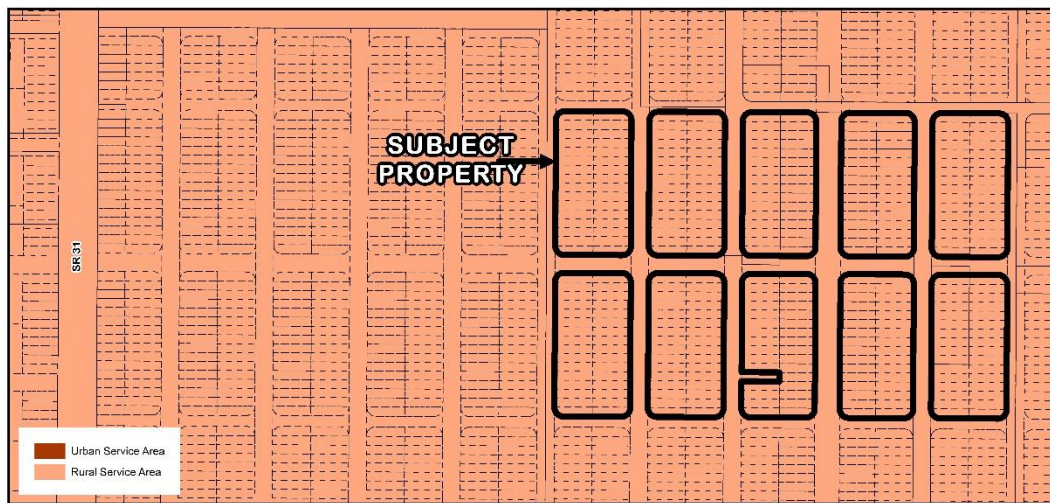 SUBJECT
PROPERTY
SR 31
Urban Service Area
Rural Service Area